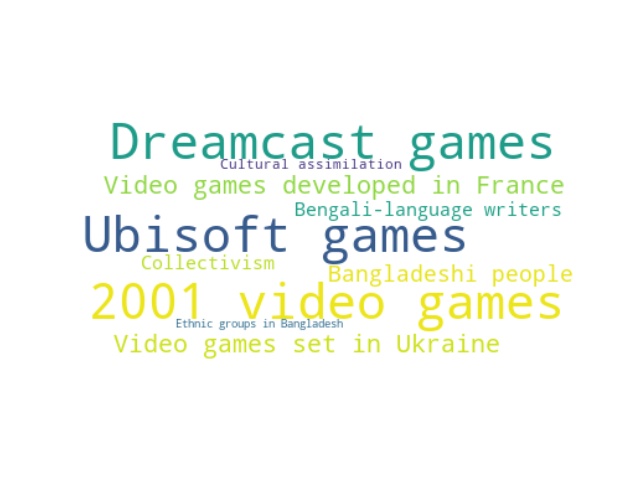 Dreamcast games
Cultural assimilation
Video games developed in France
Bengali-language writers
Ubisoft games
Collectivism
Bangladeshi people
2001 video games
Ethnic groups in Bangladesh
Video games set in Ukraine